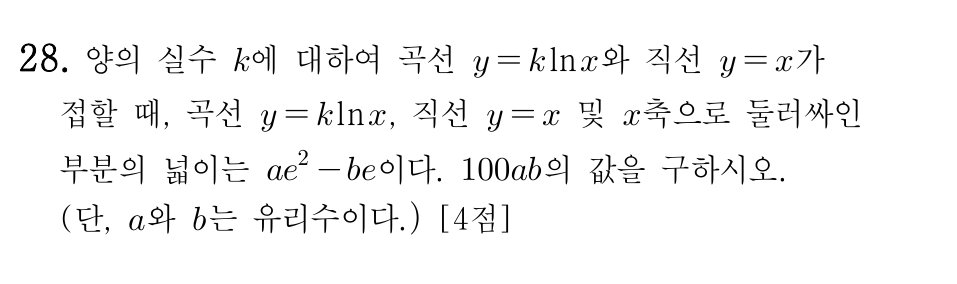 28. 양의 실수 k에 대하여 곡선 y=klnx와 직선 y=x가
접할 때, 곡선 y=klnx, 직선 y=x 및 x축으로 둘러싸인
부분의 넓이는 ae²-be이다. 100ab의 값을 구하시오.
(단, a와 b는 유리수이다.) [4점]